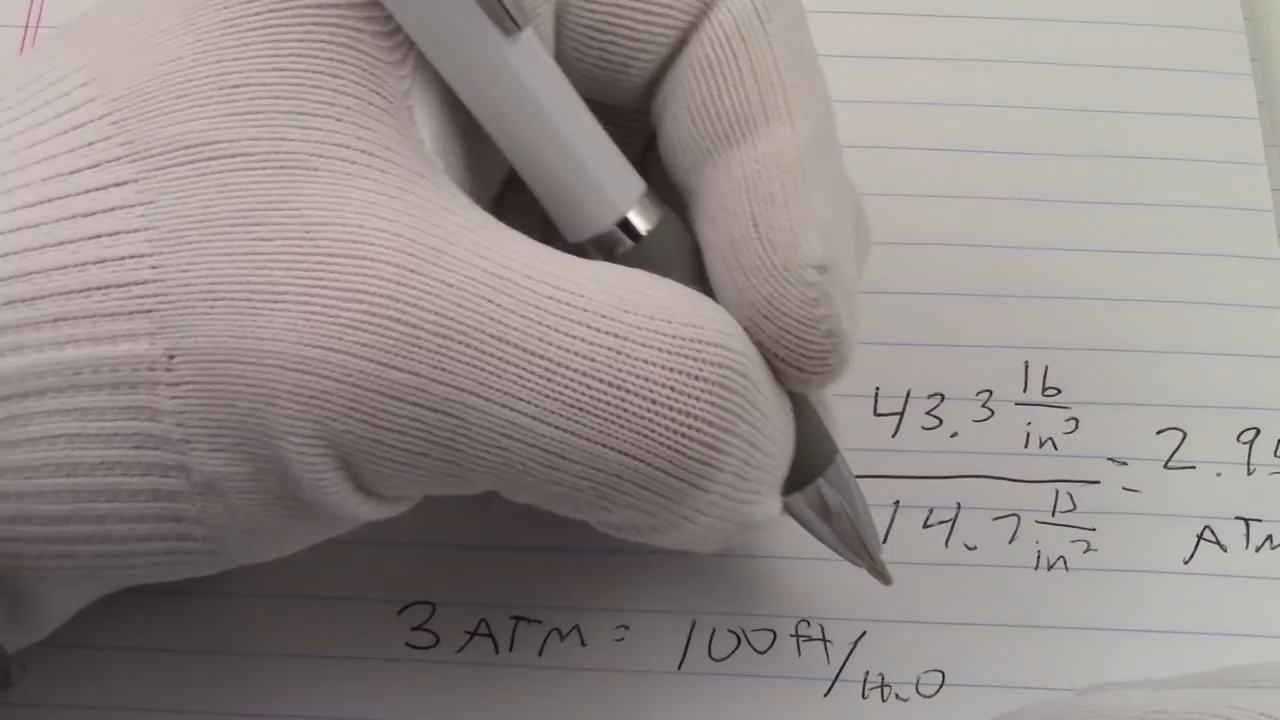 43.3 lb/in² = 2.9
14.7 lb/in² ATM
3 ATM = 100 ft/H₂O